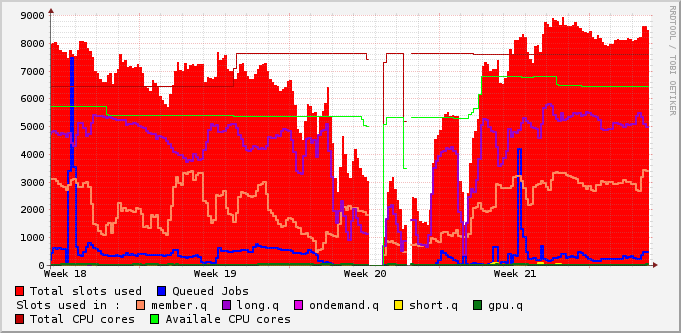 9000
8000
7000
6000
5000
4000
3000
2000
1000
0
Week 18 Week 19 Week 20 Week 21
Total slots used Queued Jobs
Slots used in : member.q long.q ondemand.q short.q gpu.q
Total CPU cores Availale CPU cores
RRDTOOL / TOBI OETIKER